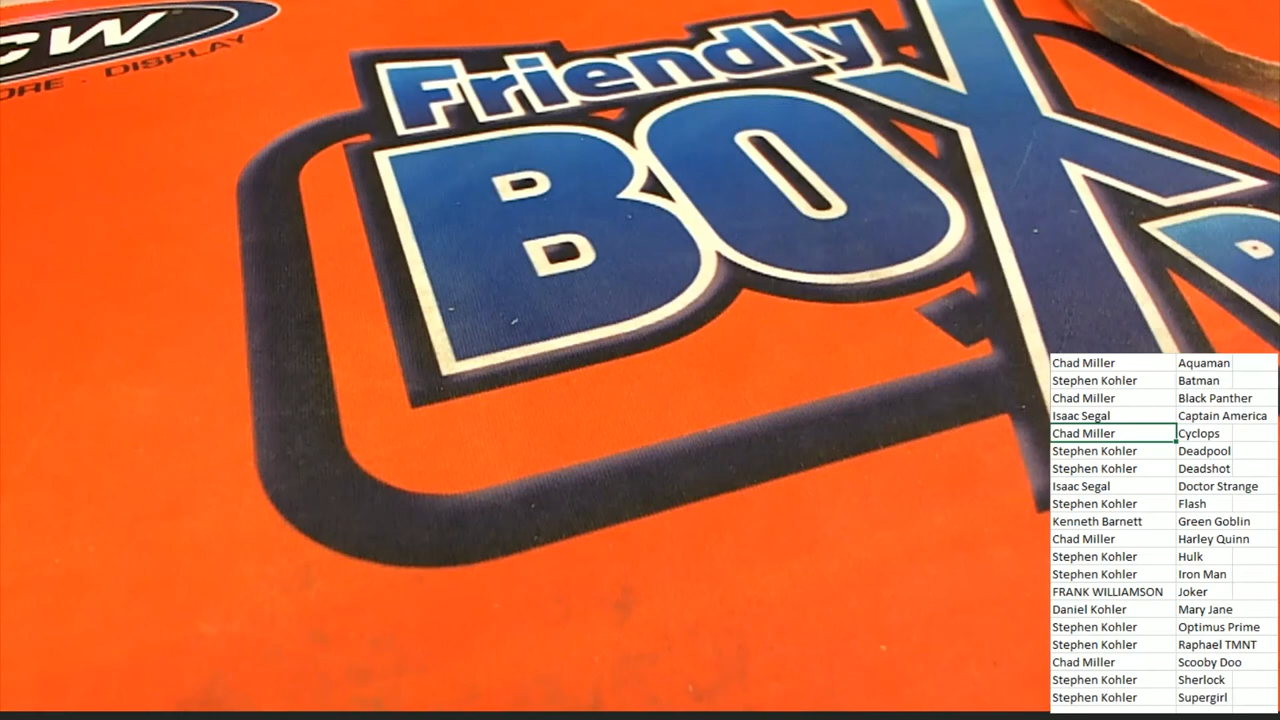 CW®
ORE · DISPLAY
Friendly
BOX
Chad Miller Aquaman
Stephen Kohler Batman
Chad Miller Black Panther
Isaac Segal Captain America
Chad Miller Cyclops
Stephen Kohler Deadpool
Stephen Kohler Deadshot
Isaac Segal Doctor Strange
Stephen Kohler Flash
Kenneth Barnett Green Goblin
Chad Miller Harley Quinn
Stephen Kohler Hulk
Stephen Kohler Iron Man
FRANK WILLIAMSON Joker
Daniel Kohler Mary Jane
Stephen Kohler Optimus Prime
Stephen Kohler Raphael TMNT
Chad Miller Scooby Doo
Stephen Kohler Sherlock
Stephen Kohler Supergirl